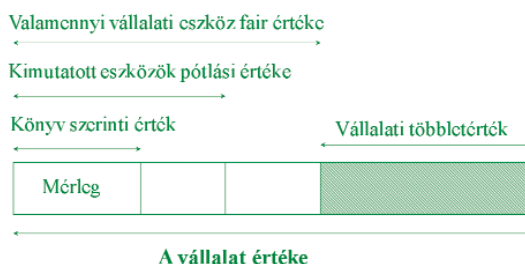 Valamennyi vállalati eszköz fair értéke
Kimutatott eszközök pótlási értéke
Könyv szerinti érték
Vállalati többletérték
Mérleg
A vállalat értéke